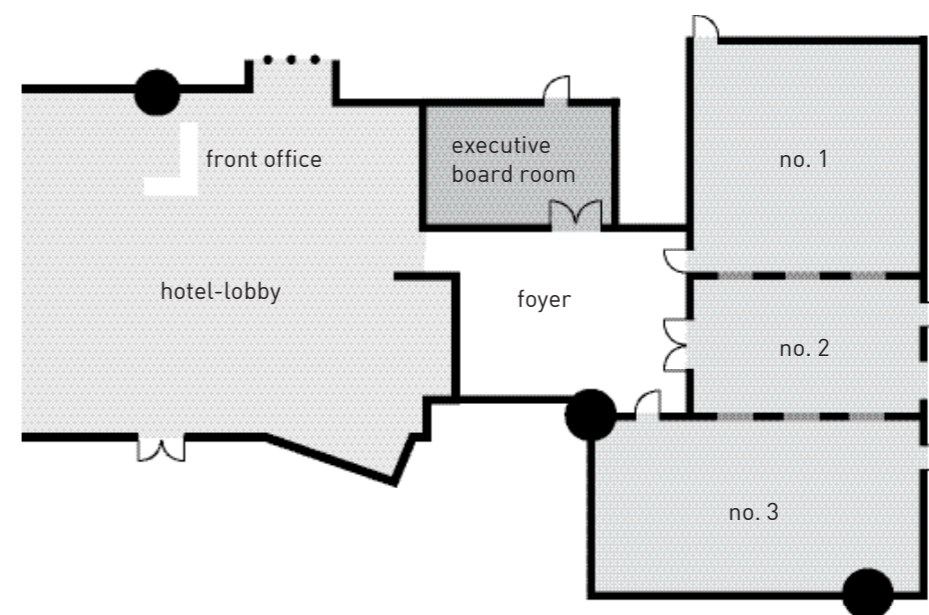 front office
executive
board room
no. 1
hotel-lobby
foyer
no. 2
no. 3